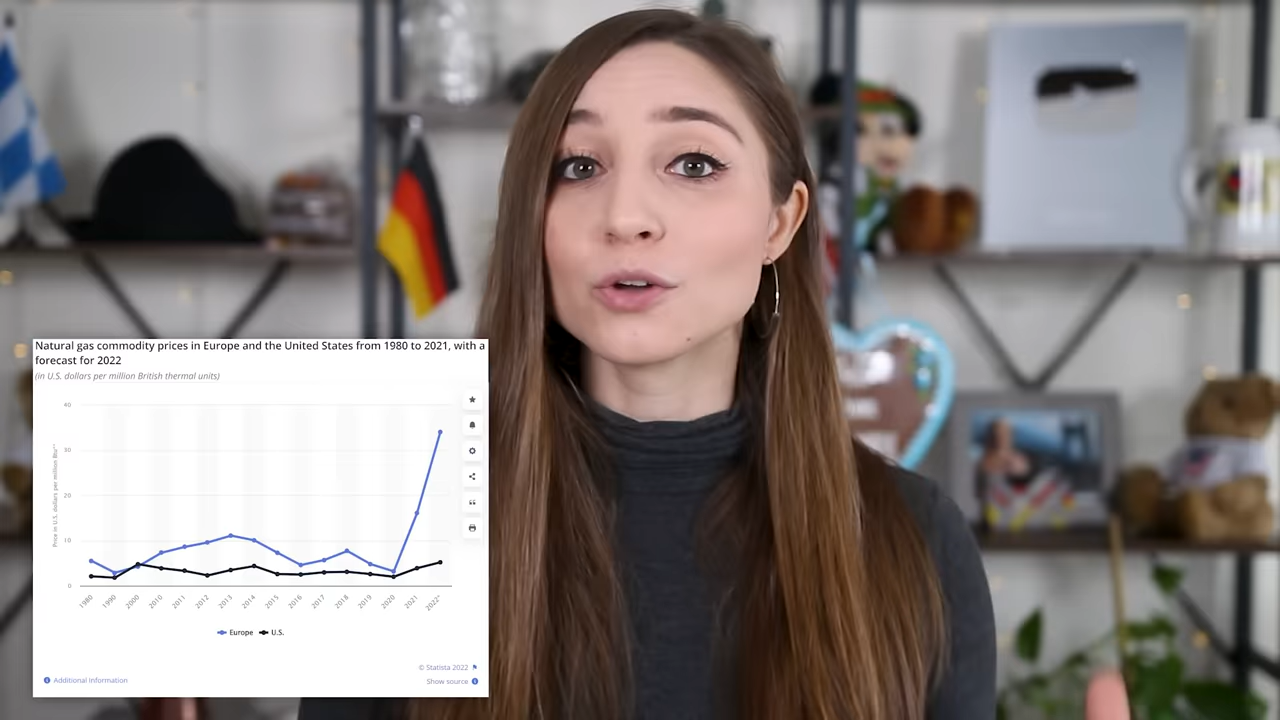 Natural gas commodity prices in Europe and the United States from 1980 to 2021, with a
forecast for 2022
(in U.S. dollars per million British thermal units)
40
30
20
10
0
1980 1990 2000 2010 2011 2012 2013 2014 2015 2016 2017 2018 2019 2020 2021 2022*
Europe U.S.
© Statista 2022
Additional Information
Show source